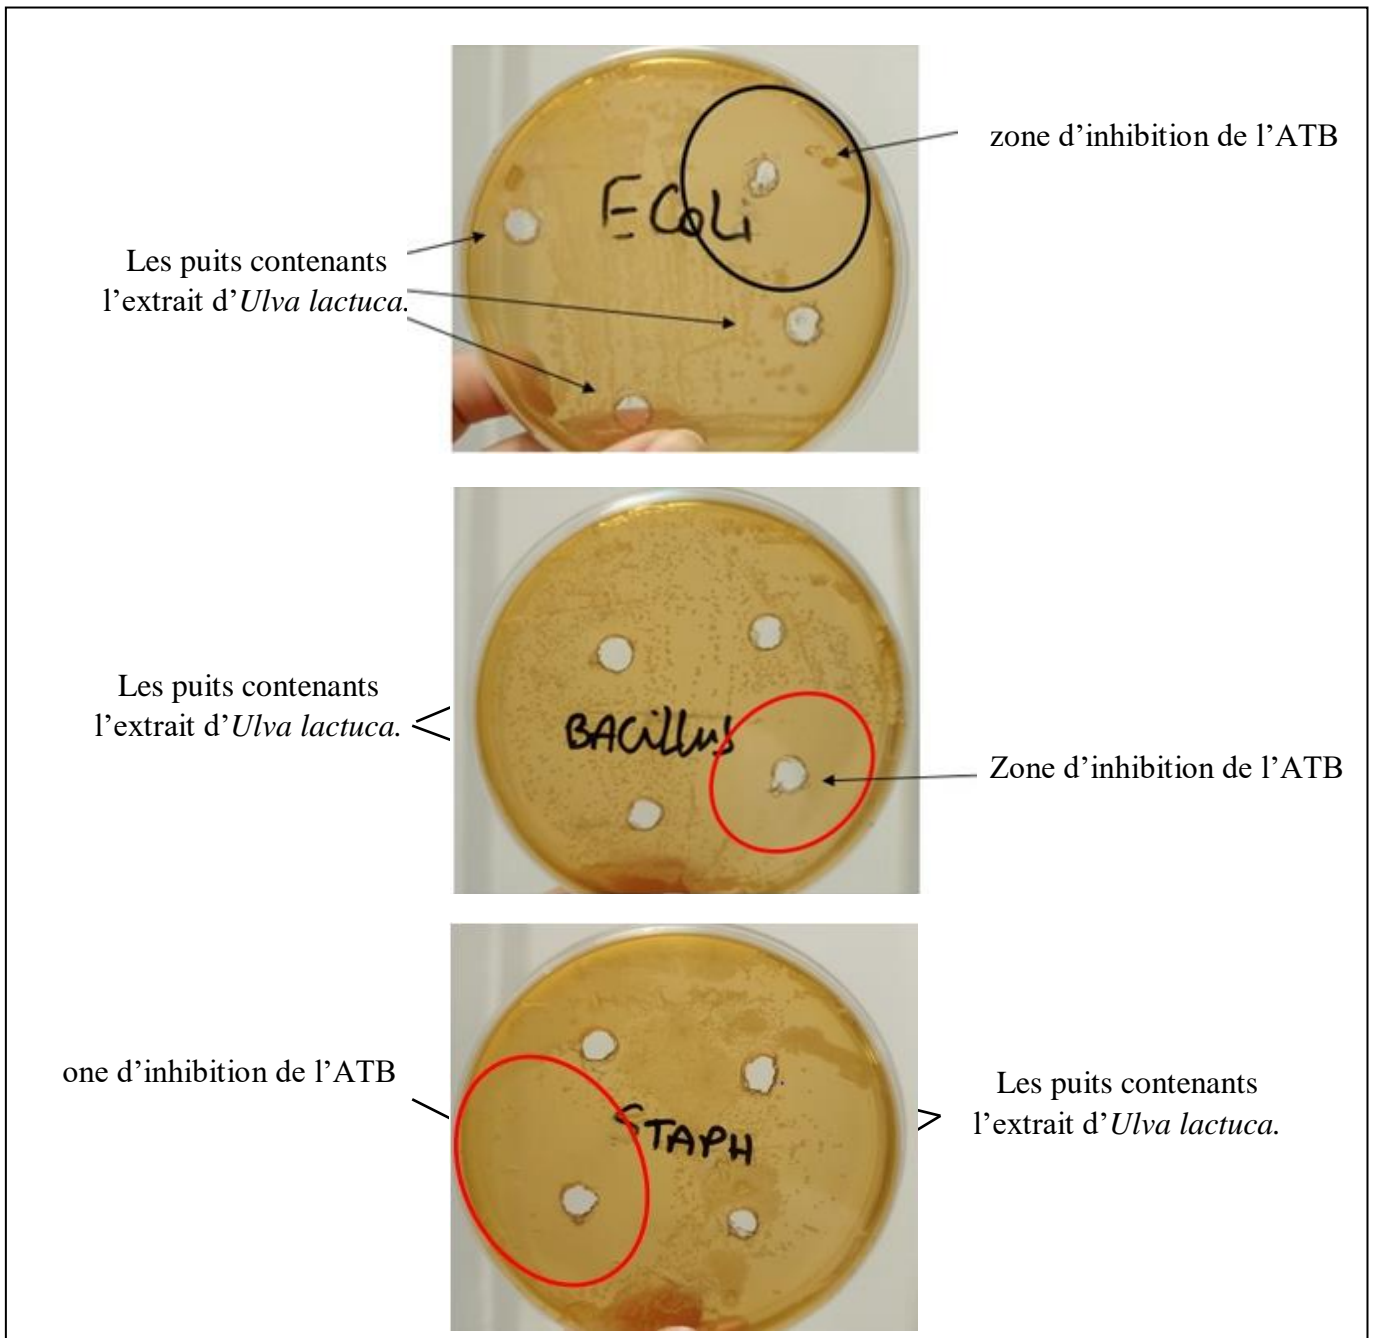 zone d'inhibition de l'ATB
E Coli
Les puits contenants
l'extrait d'Ulva lactuca.
Les puits contenants
l'extrait d'Ulva lactuca.
BACillus
Zone d'inhibition de l'ATB
one d'inhibition de l'ATB
STAPH
Les puits contenants
l'extrait d'Ulva lactuca.